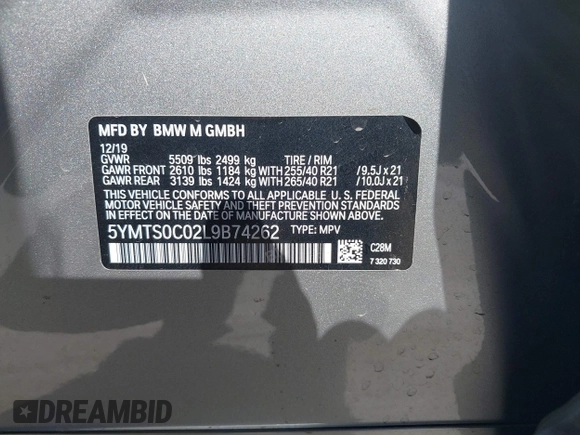 MFD BY BMW M GMBH
12/19
GVWR 5509 lbs 2499 kg TIRE / RIM
GAWR FRONT 2610 lbs 1184 kg WITH 255/40 R21 /9.5J x 21
GAWR REAR 3139 lbs 1424 kg WITH 265/40 R21 /10.0J x 21
THIS VEHICLE CONFORMS TO ALL APPLICABLE U. S. FEDERAL
MOTOR VEHICLE SAFETY AND THEFT PREVENTION STANDARDS
IN EFFECT ON THE DATE OF MANUFACTURE SHOWN ABOVE.
5YMTS0C02L9B74262 TYPE: MPV
C28M
7 320 730
DREAMBID